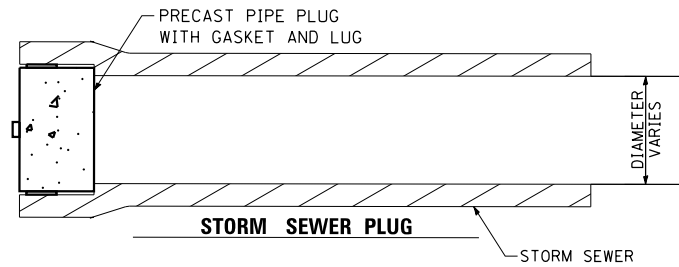 PRECAST PIPE PLUG
WITH GASKET AND LUG
DIAMETER
VARIES
STORM SEWER PLUG
STORM SEWER